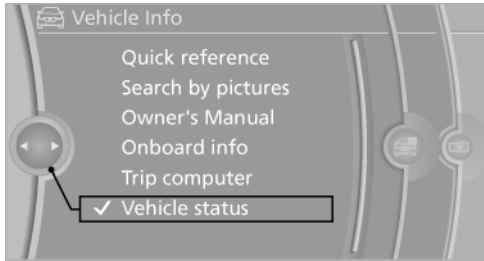 Vehicle Info
Quick reference
Search by pictures
Owner's Manual
Onboard info
Trip computer
Vehicle status